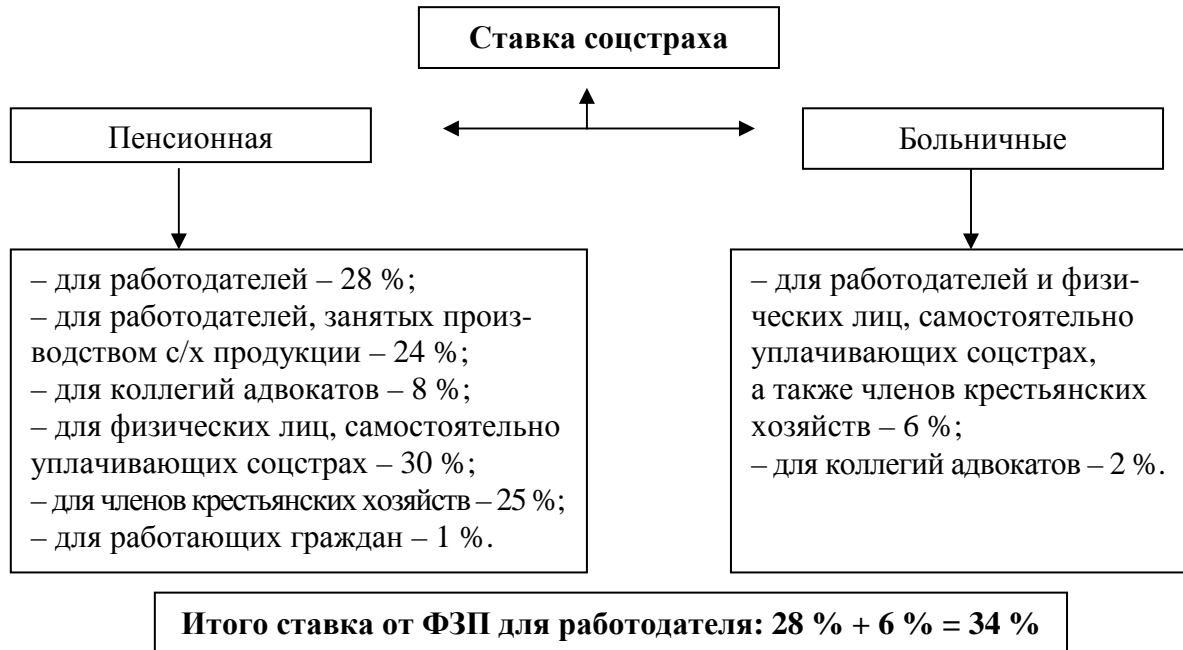 Ставка соцстраха
Пенсионная
Больничные
– для работодателей – 28 %;
– для работодателей, занятых произ-
водством с/х продукции – 24 %;
– для коллегий адвокатов – 8 %;
– для физических лиц, самостоятельно
уплачивающих соцстрах – 30 %;
– для членов крестьянских хозяйств – 25 %;
– для работающих граждан – 1 %.
– для работодателей и физи-
ческих лиц, самостоятельно
уплачивающих соцстрах,
а также членов крестьянских
хозяйств – 6 %;
– для коллегий адвокатов – 2 %.
Итого ставка от ФЗП для работодателя: 28 % + 6 % = 34 %